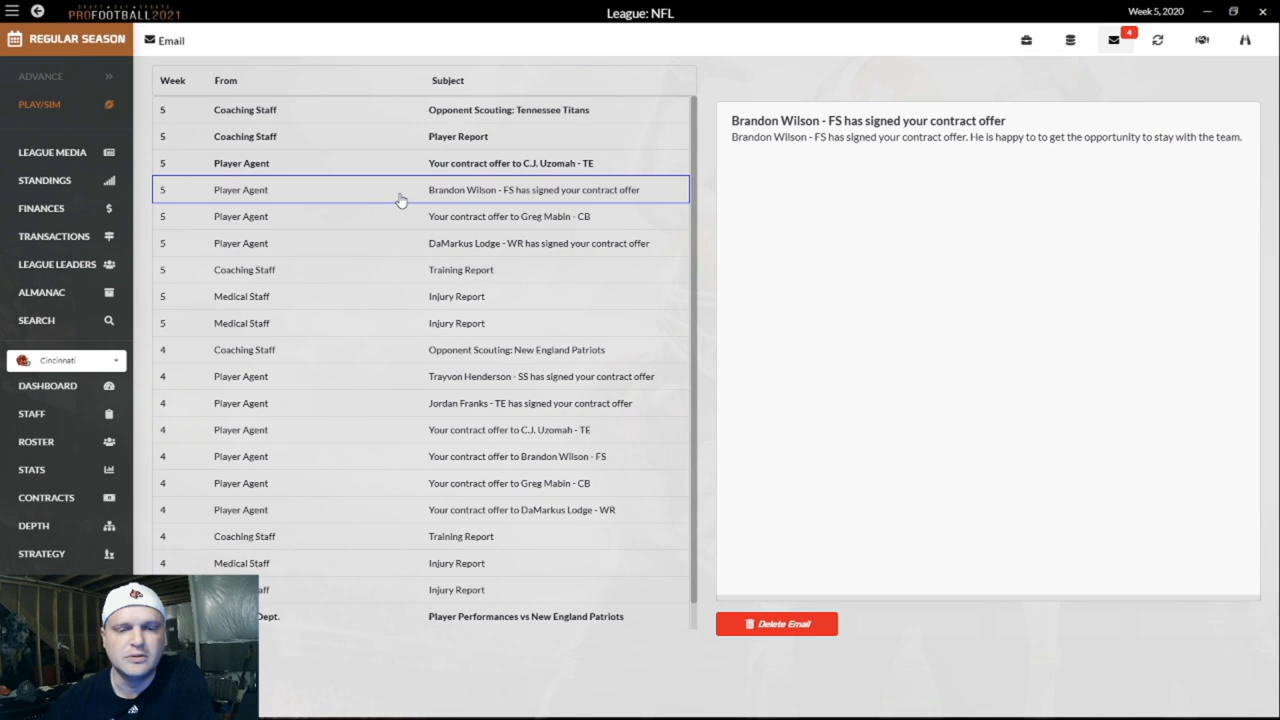 DRAFT DAY SPORTS
PROFOOTBALL2021
League: NFL
Week 5, 2020
REGULAR SEASON
Email
4
ADVANCE
PLAY/SIM
LEAGUE MEDIA
STANDINGS
FINANCES
TRANSACTIONS
LEAGUE LEADERS
ALMANAC
SEARCH
Cincinnati
DASHBOARD
STAFF
ROSTER
STATS
CONTRACTS
DEPTH
STRATEGY
Week From Subject
5 Coaching Staff Opponent Scouting: Tennessee Titans
5 Coaching Staff Player Report
5 Player Agent Your contract offer to C.J. Uzomah - TE
5 Player Agent Brandon Wilson - FS has signed your contract offer
5 Player Agent Your contract offer to Greg Mabin - CB
5 Player Agent DaMarkus Lodge - WR has signed your contract offer
5 Coaching Staff Training Report
5 Medical Staff Injury Report
5 Medical Staff Injury Report
4 Coaching Staff Opponent Scouting: New England Patriots
4 Player Agent Trayvon Henderson - SS has signed your contract offer
4 Player Agent Jordan Franks - TE has signed your contract offer
4 Player Agent Your contract offer to C.J. Uzomah - TE
4 Player Agent Your contract offer to Brandon Wilson - FS
4 Player Agent Your contract offer to Greg Mabin - CB
4 Player Agent Your contract offer to DaMarkus Lodge - WR
4 Coaching Staff Training Report
4 Medical Staff Injury Report
aff Injury Report
Dept. Player Performances vs New England Patriots
Brandon Wilson - FS has signed your contract offer
Brandon Wilson - FS has signed your contract offer. He is happy to to get the opportunity to stay with the team.
Delete Email